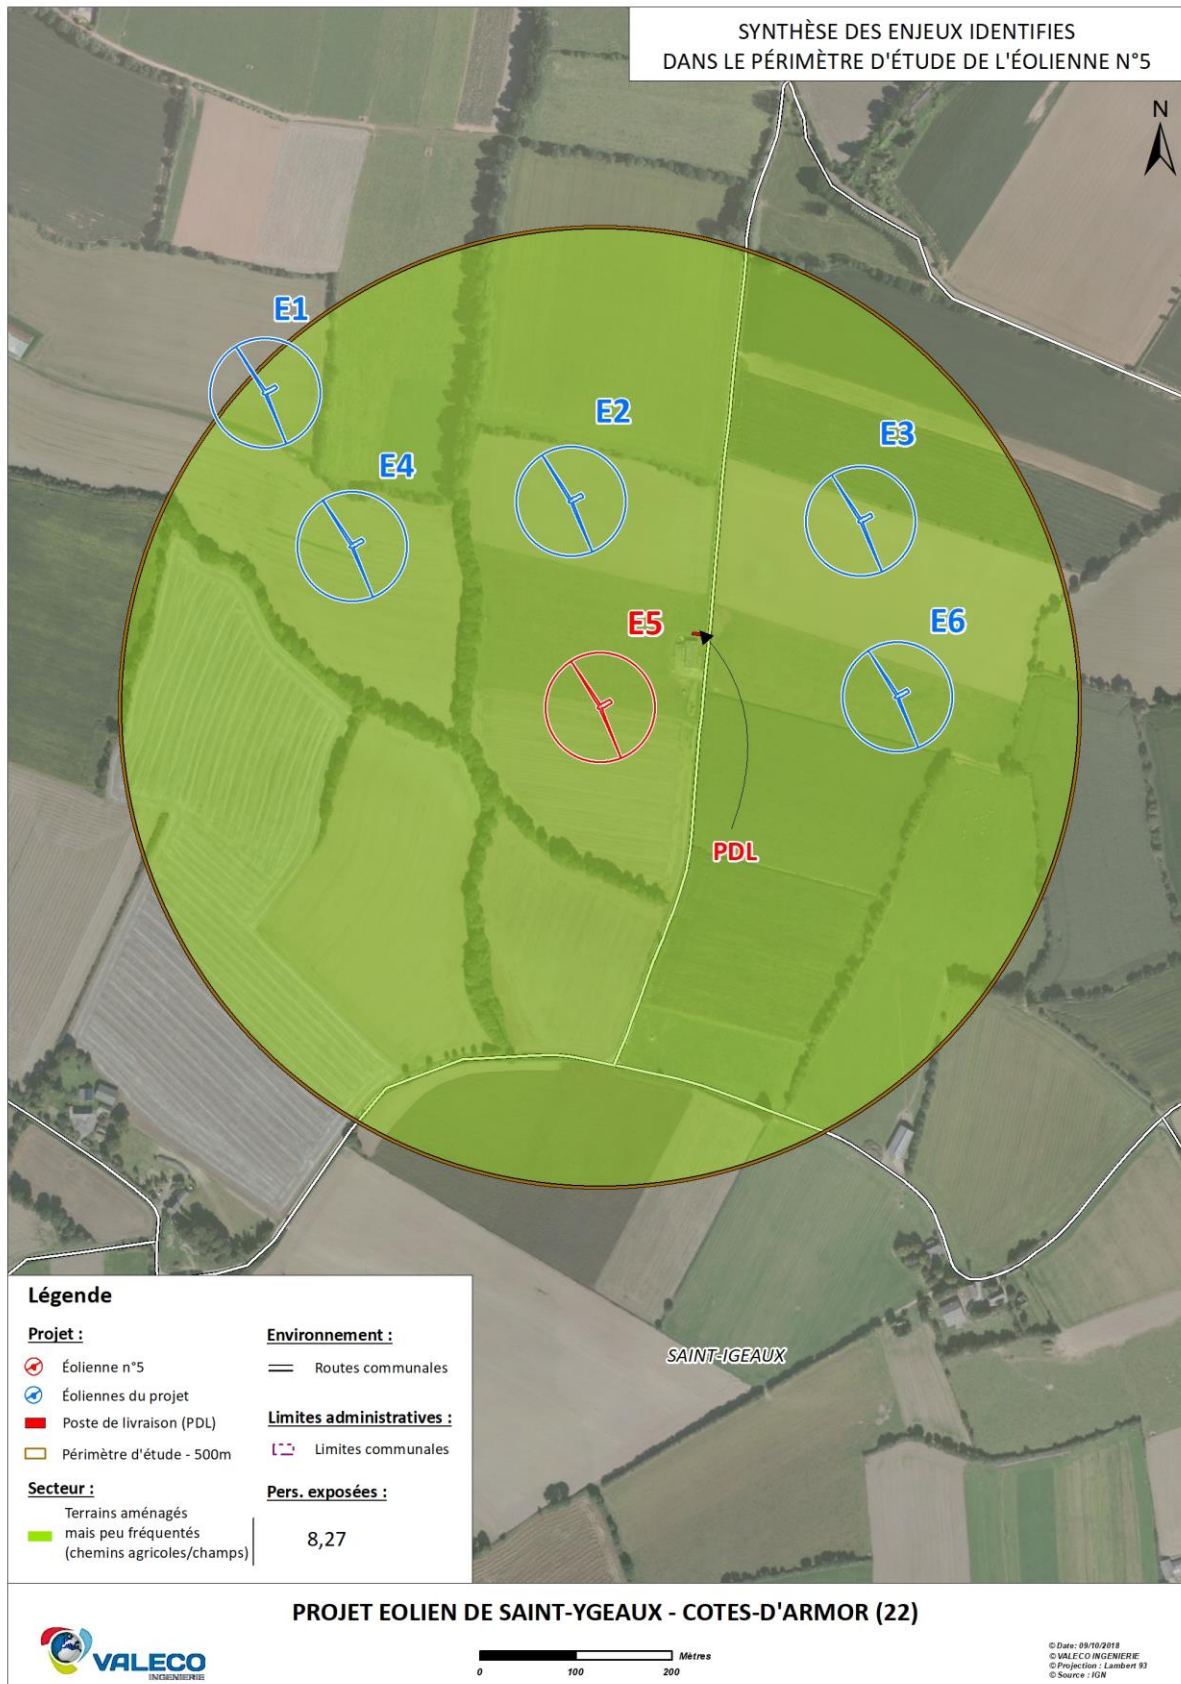 SYNTHÈSE DES ENJEUX IDENTIFIES
DANS LE PÉRIMÈTRE D'ÉTUDE DE L'ÉOLIENNE N°5
N
E1
E2
E3
E4
E5
E6
PDL
SAINT-IGEAUX
Légende
Projet :
Éolienne n°5
Éoliennes du projet
Poste de livraison (PDL)
Périmètre d'étude - 500m
Secteur :
Terrains aménagés
mais peu fréquentés
(chemins agricoles/champs)
Environnement :
Routes communales
Limites administratives :
Limites communales
Pers. exposées :
8,27
PROJET EOLIEN DE SAINT-YGEAUX - COTES-D'ARMOR (22)
VALECO
INGENIERIE
Mètres
0 100 200
© Date: 09/10/2018
© VALECO INGENIERIE
© Projection : Lambert 93
© Source : IGN